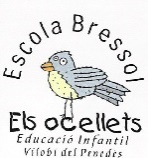 Escola Bressol
Els ocellets
Educació Infantil
Vilobí del Penedès